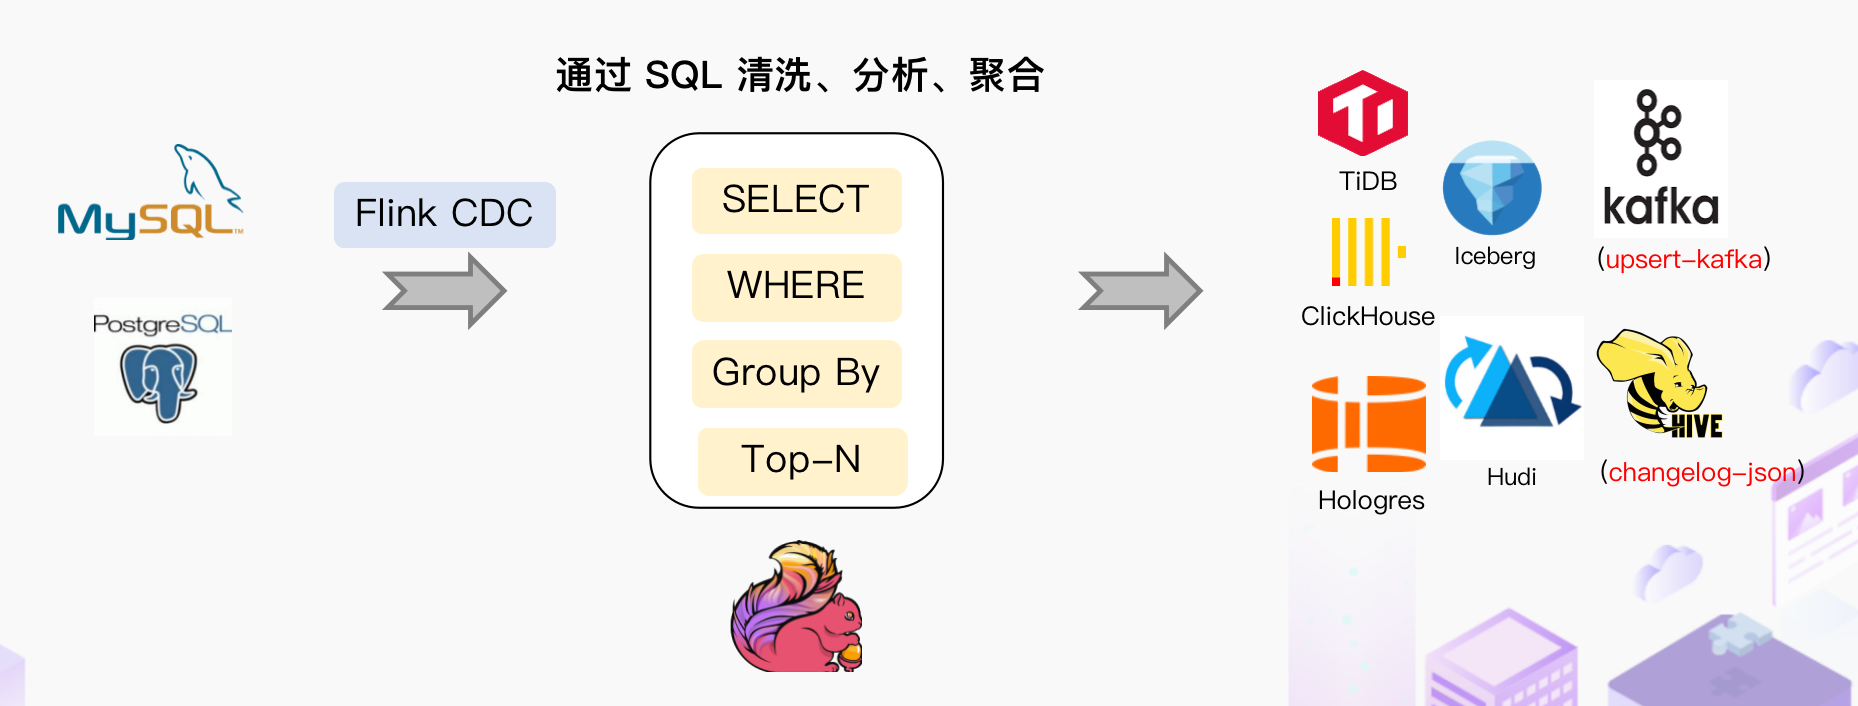 通过 SQL 清洗、分析、聚合
MySQL™
PostgreSQL
Flink CDC
SELECT
WHERE
Group By
Top-N
TiDB
ClickHouse
Hologres
Iceberg
Hudi
kafka
(upsert-kafka)
HIVE
(changelog-json)